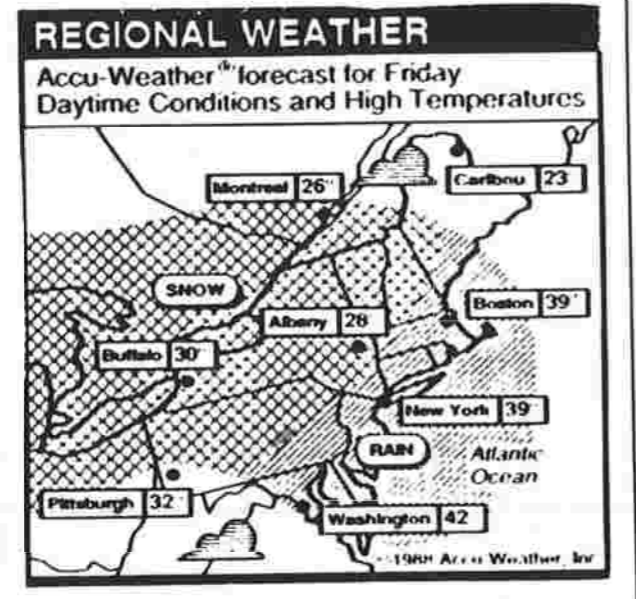 REGIONAL WEATHER
Accu-Weather forecast for Friday
Daytime Conditions and High Temperatures
Montreal 26°
Caribou 23
SNOW
Boston 39°
Albany 28
Buffalo 30
New York 39
RAIN
Atlantic
Ocean
Pittsburgh 32
Washington 42
Accu Weather, Inc